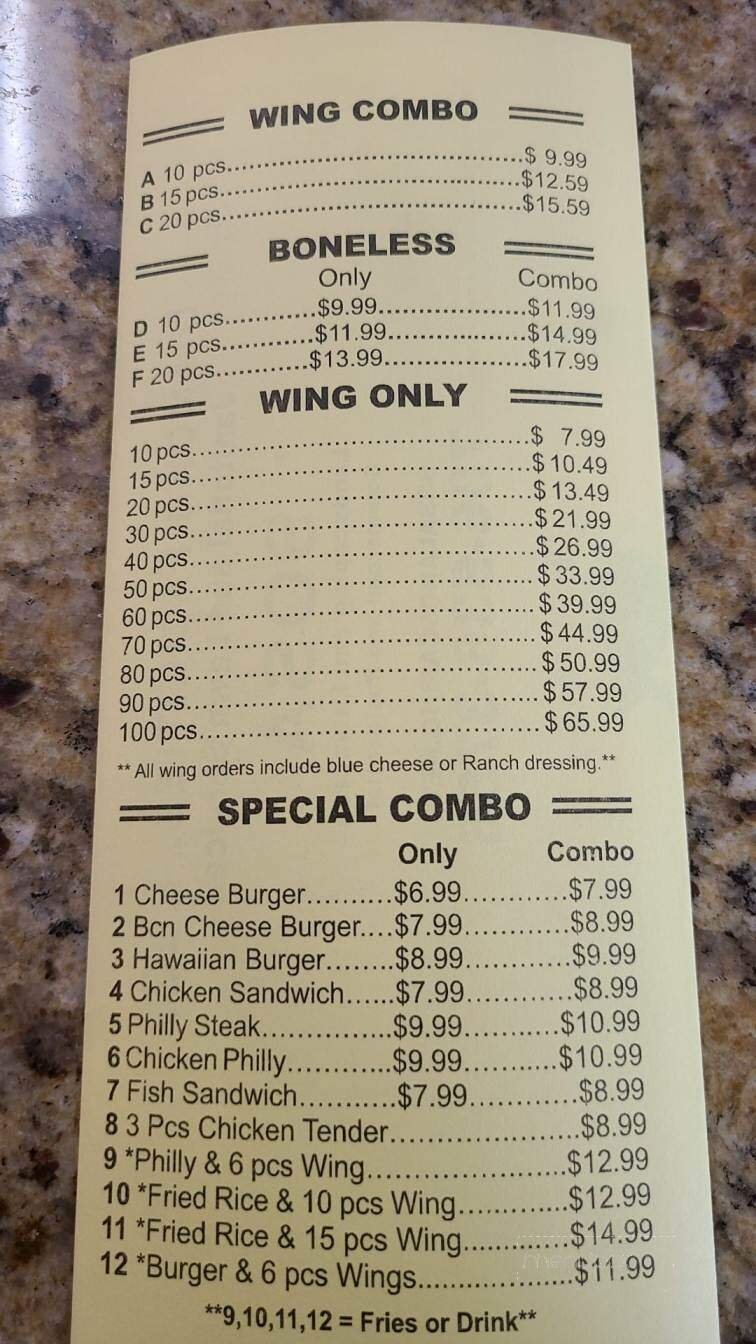 WING COMBO
A 10 pcs.......................................$ 9.99
B 15 pcs.......................................$12.59
C 20 pcs.......................................$15.59
BONELESS
Only Combo
D 10 pcs............$9.99....................$11.99
E 15 pcs............$11.99...................$14.99
F 20 pcs............$13.99...................$17.99
WING ONLY
10 pcs.............................................$ 7.99
15 pcs.............................................$ 10.49
20 pcs.............................................$ 13.49
30 pcs.............................................$ 21.99
40 pcs.............................................$ 26.99
50 pcs.............................................$ 33.99
60 pcs.............................................$ 39.99
70 pcs.............................................$ 44.99
80 pcs.............................................$ 50.99
90 pcs.............................................$ 57.99
100 pcs...........................................$ 65.99
** All wing orders include blue cheese or Ranch dressing.**
SPECIAL COMBO
Only Combo
1 Cheese Burger..........$6.99............$7.99
2 Bcn Cheese Burger....$7.99............$8.99
3 Hawaiian Burger........$8.99............$9.99
4 Chicken Sandwich......$7.99............$8.99
5 Philly Steak...............$9.99..........$10.99
6 Chicken Philly............$9.99..........$10.99
7 Fish Sandwich...........$7.99............$8.99
8 3 Pcs Chicken Tender.....................$8.99
9 *Philly & 6 pcs Wing......................$12.99
10 *Fried Rice & 10 pcs Wing............$12.99
11 *Fried Rice & 15 pcs Wing............$14.99
12 *Burger & 6 pcs Wings.................$11.99
**9,10,11,12 = Fries or Drink**